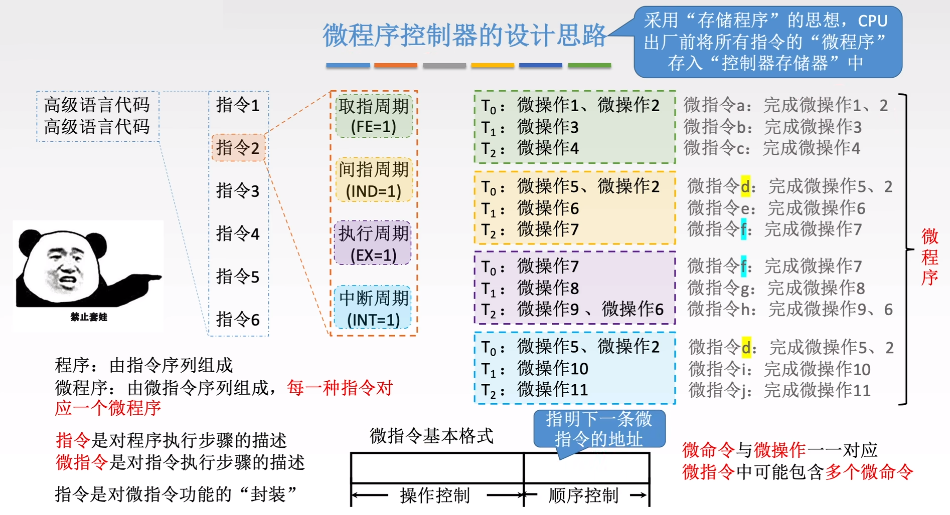 微程序控制器的设计思路
采用“存储程序”的思想，CPU
出厂前将所有指令的“微程序”
存入“控制器存储器”中
高级语言代码
高级语言代码
指令1
指令2
指令3
指令4
指令5
指令6
取指周期
(FE=1)
间指周期
(IND=1)
执行周期
(EX=1)
中断周期
(INT=1)
T0：微操作1、微操作2
T1：微操作3
T2：微操作4
T0：微操作5、微操作2
T1：微操作6
T2：微操作7
T0：微操作7
T1：微操作8
T2：微操作9 、微操作6
T0：微操作5、微操作2
T1：微操作10
T2：微操作11
微指令a：完成微操作1、2
微指令b：完成微操作3
微指令c：完成微操作4
微指令d：完成微操作5、2
微指令e：完成微操作6
微指令f：完成微操作7
微指令f：完成微操作7
微指令g：完成微操作8
微指令h：完成微操作9、6
微指令d：完成微操作5、2
微指令i：完成微操作10
微指令j：完成微操作11
微程序
禁止套娃
程序：由指令序列组成
微程序：由微指令序列组成，每一种指令对
应一个微程序
指令是对程序执行步骤的描述
微指令是对指令执行步骤的描述
指令是对微指令功能的“封装”
微指令基本格式
指明下一条微
指令的地址
操作控制
顺序控制
微命令与微操作一一对应
微指令中可能包含多个微命令